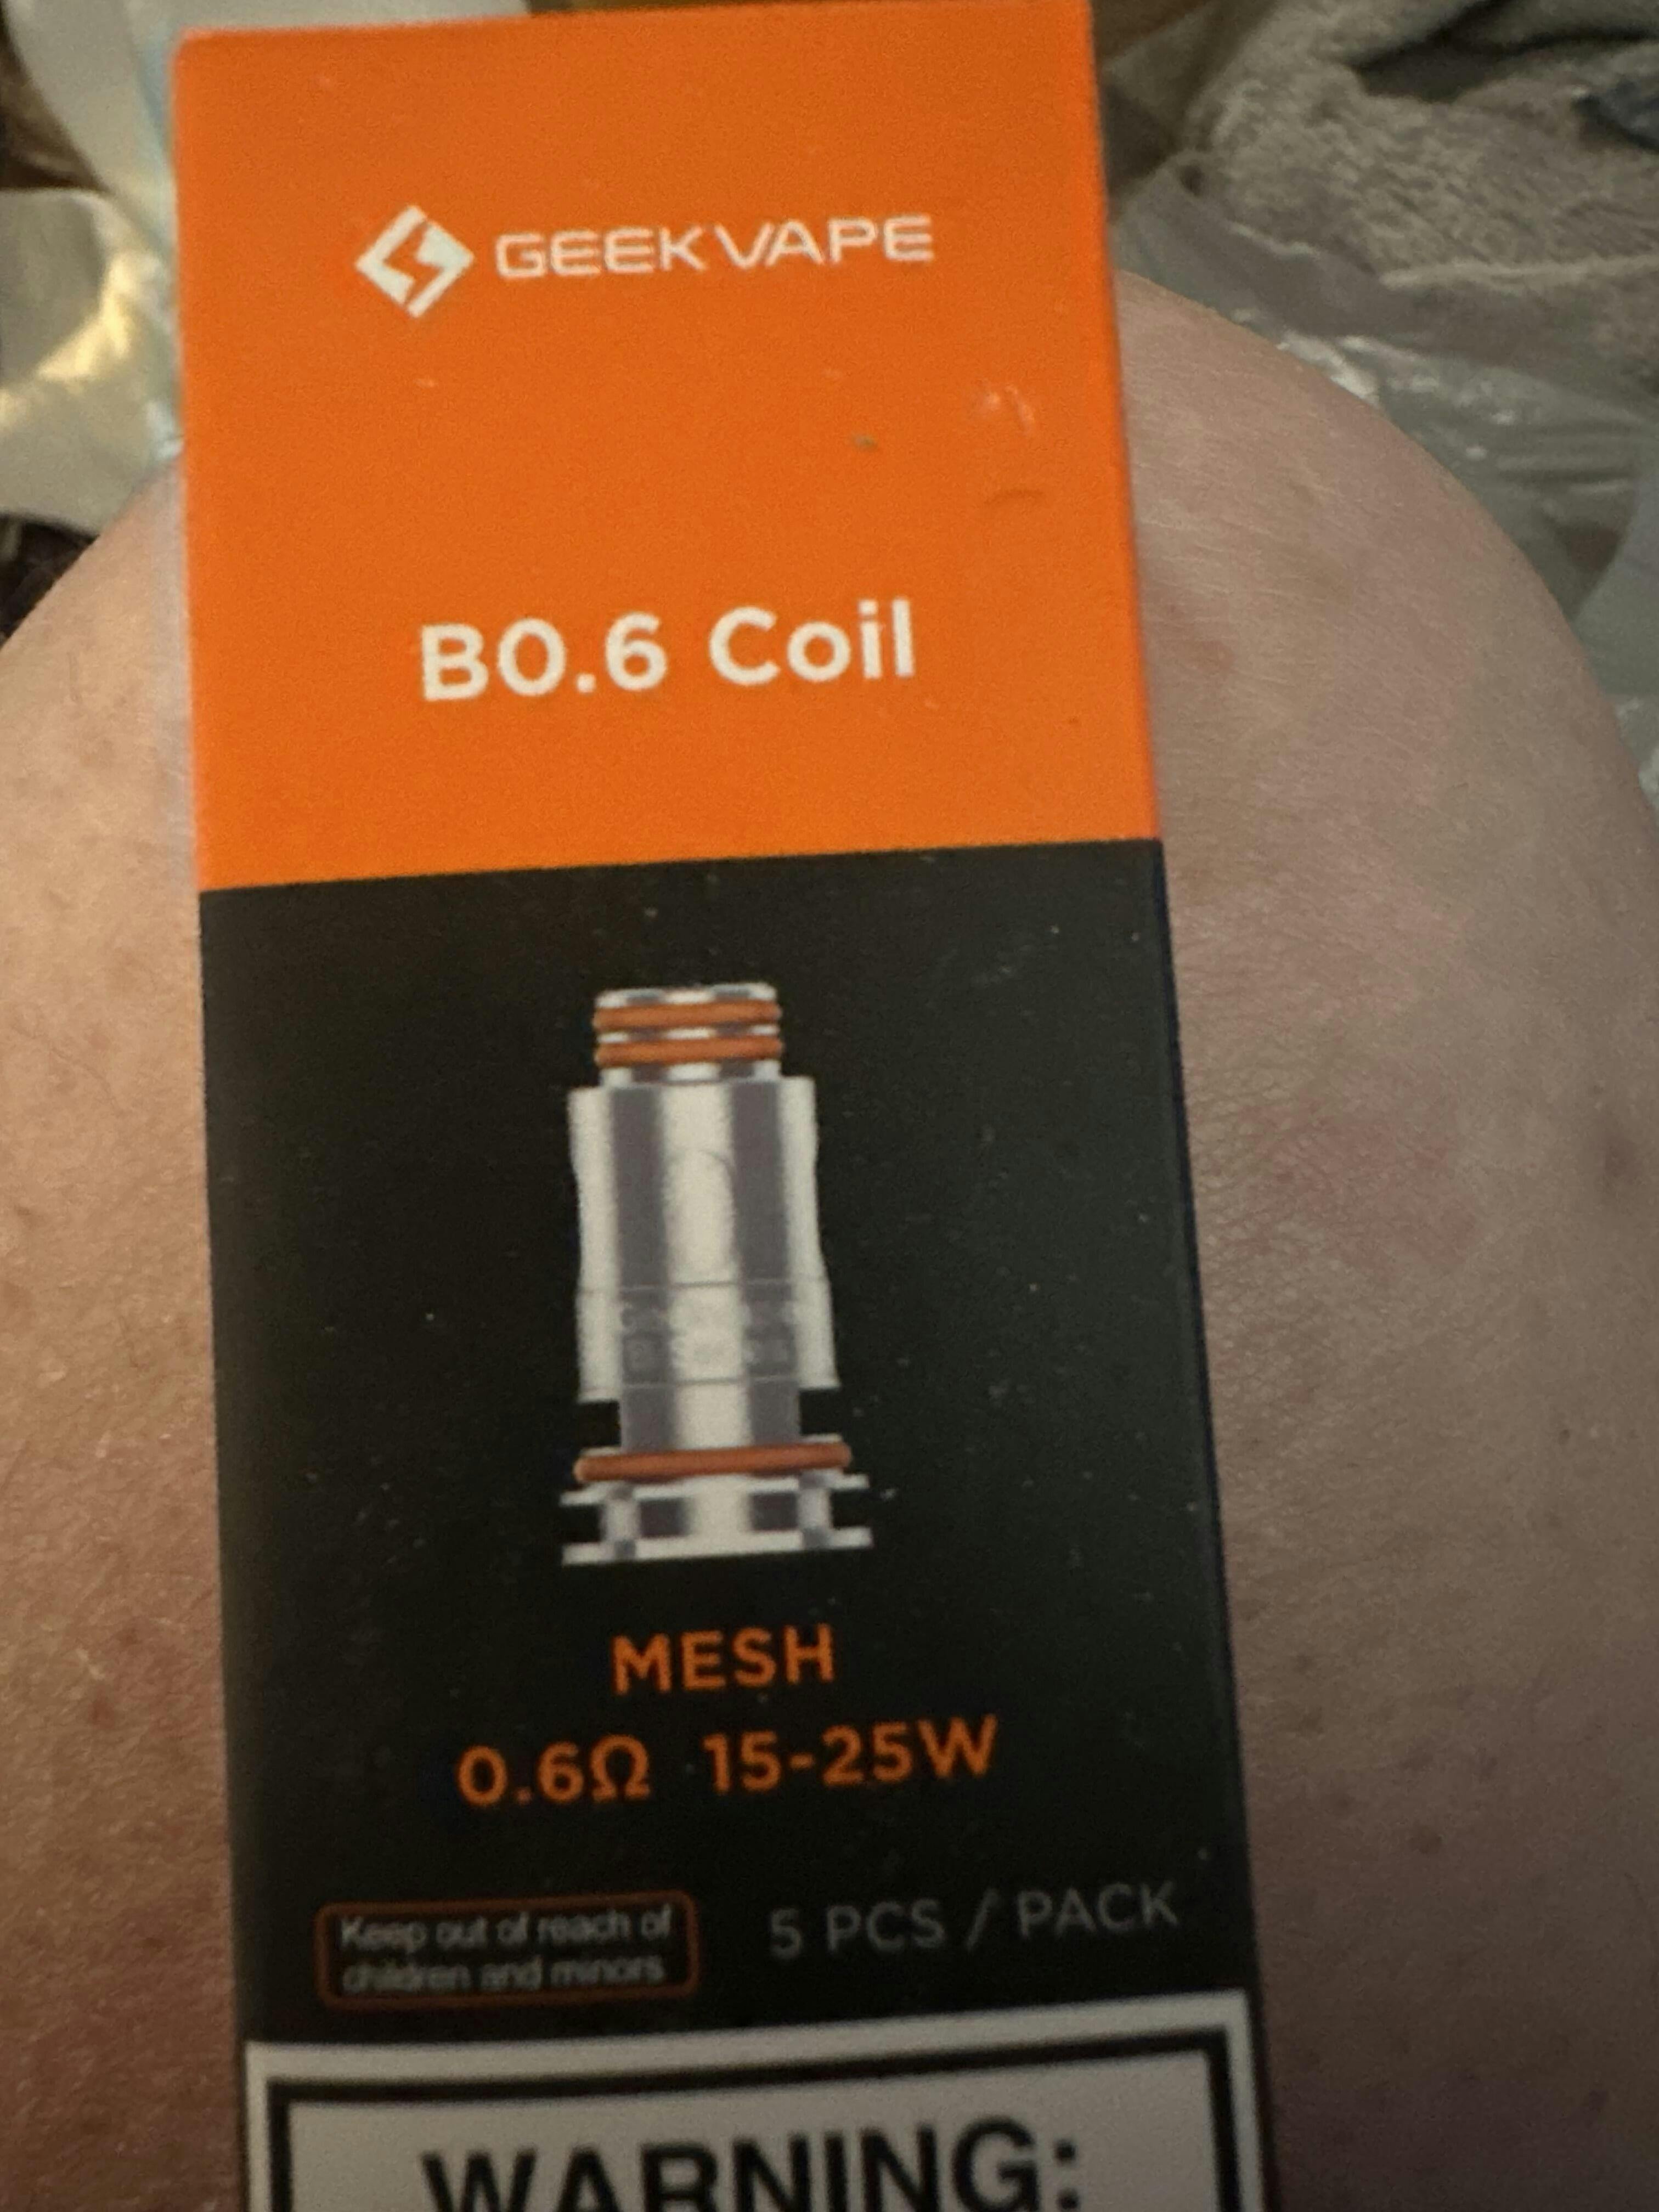 GEEKVAPE
B0.6 Coil
MESH
0.6Ω 15-25W
Keep out of reach of
children and minors
5 PCS / PACK
WARNING: